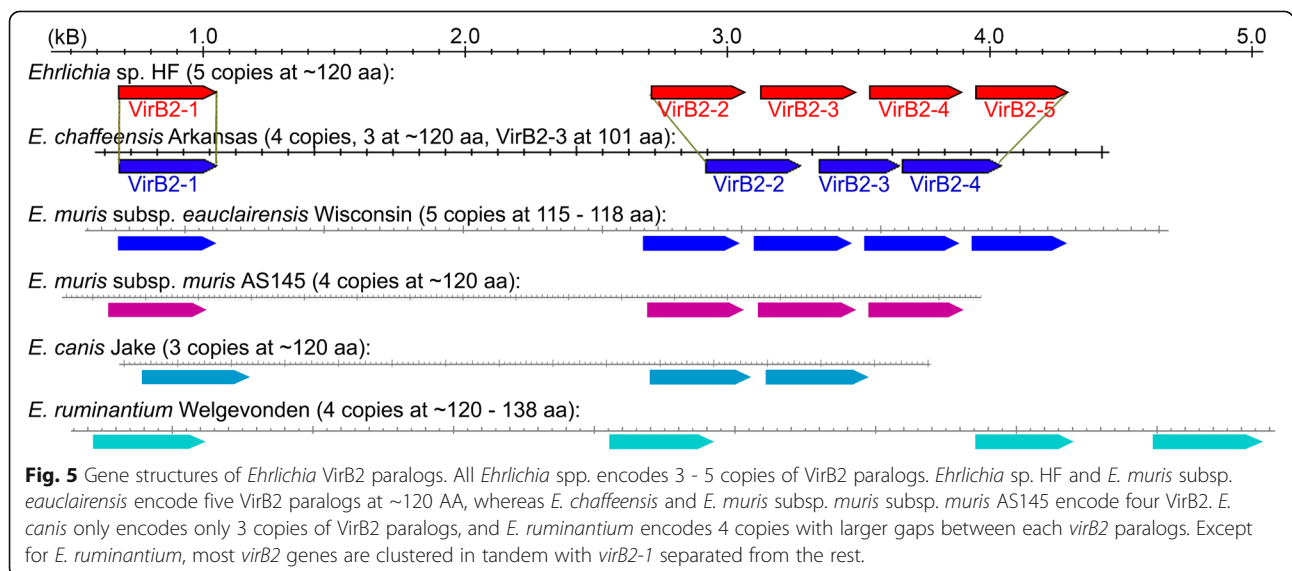 (kB) 1.0 2.0 3.0 4.0 5.0
Ehrlichia sp. HF (5 copies at ~120 aa):
VirB2-1 VirB2-2 VirB2-3 VirB2-4 VirB2-5
E. chaffeensis Arkansas (4 copies, 3 at ~120 aa, VirB2-3 at 101 aa):
VirB2-1 VirB2-2 VirB2-3 VirB2-4
E. muris subsp. eauclairensis Wisconsin (5 copies at 115 - 118 aa):
E. muris subsp. muris AS145 (4 copies at ~120 aa):
E. canis Jake (3 copies at ~120 aa):
E. ruminantium Welgevonden (4 copies at ~120 - 138 aa):
Fig. 5 Gene structures of Ehrlichia VirB2 paralogs. All Ehrlichia spp. encodes 3 - 5 copies of VirB2 paralogs. Ehrlichia sp. HF and E. muris subsp.
eauclairensis encode five VirB2 paralogs at ~120 AA, whereas E. chaffeensis and E. muris subsp. muris subsp. muris AS145 encode four VirB2. E.
canis only encodes only 3 copies of VirB2 paralogs, and E. ruminantium encodes 4 copies with larger gaps between each virB2 paralogs. Except
for E. ruminantium, most virB2 genes are clustered in tandem with virB2-1 separated from the rest.